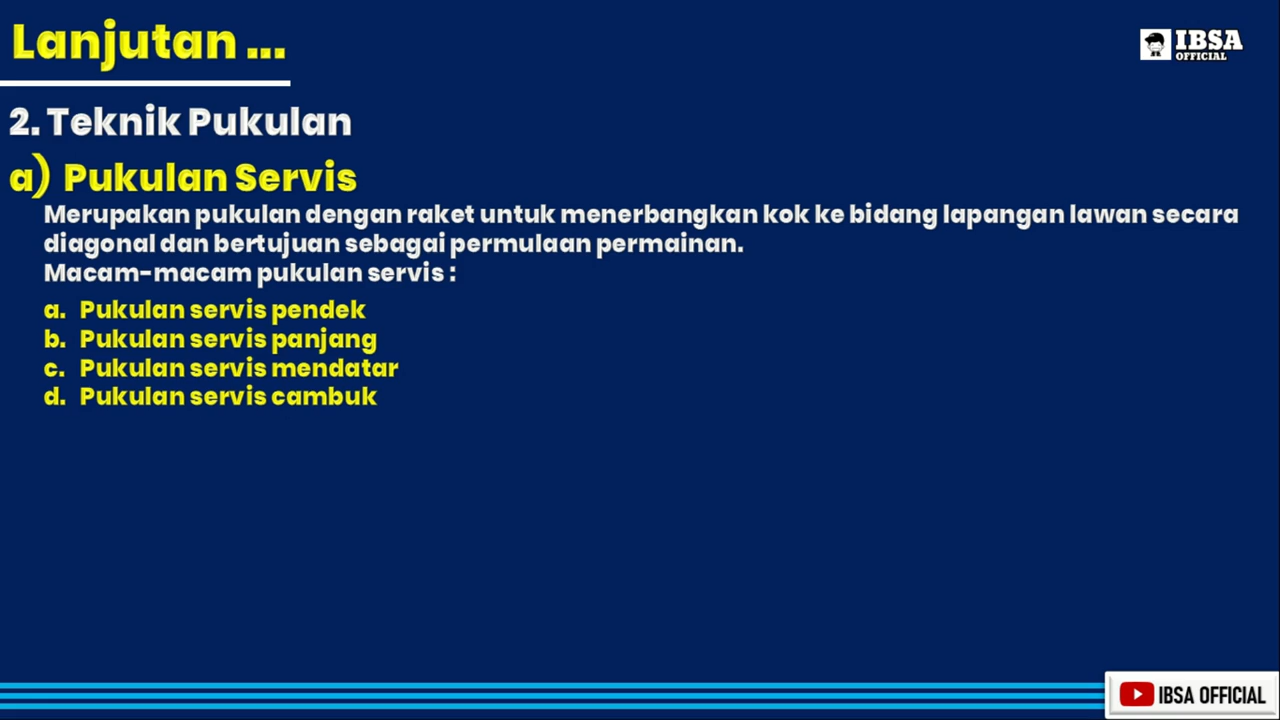 Lanjutan ...
IBSA
OFFICIAL
2. Teknik Pukulan
a) Pukulan Servis
Merupakan pukulan dengan raket untuk menerbangkan kok ke bidang lapangan lawan secara
diagonal dan bertujuan sebagai permulaan permainan.
Macam-macam pukulan servis :
a. Pukulan servis pendek
b. Pukulan servis panjang
c. Pukulan servis mendatar
d. Pukulan servis cambuk
IBSA OFFICIAL